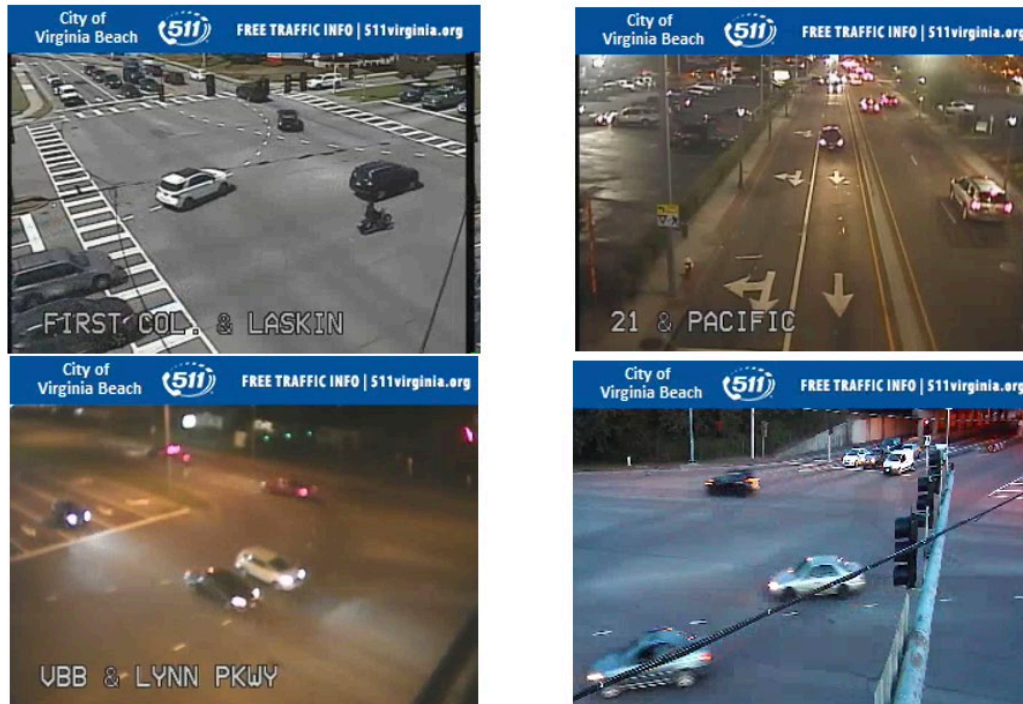 City of
Virginia Beach
511
FREE TRAFFIC INFO | 511virginia.org
FIRST COL. & LASKIN
City of
Virginia Beach
511
FREE TRAFFIC INFO | 511virginia.org
21 & PACIFIC
City of
Virginia Beach
511
FREE TRAFFIC INFO | 511virginia.org
VBB & LYNN PKWY
City of
Virginia Beach
511
FREE TRAFFIC INFO | 511virginia.org